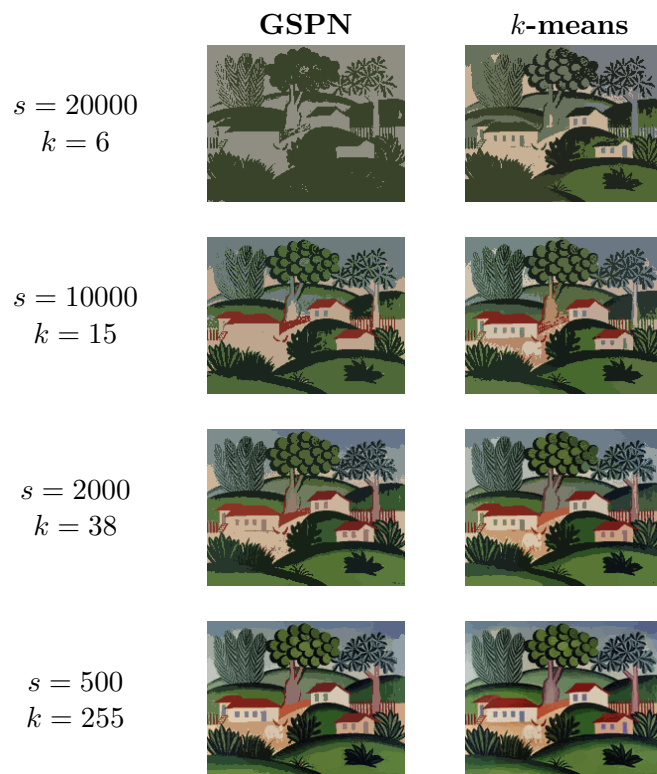 GSPN k-means
s = 20000
k = 6
s = 10000
k = 15
s = 2000
k = 38
s = 500
k = 255